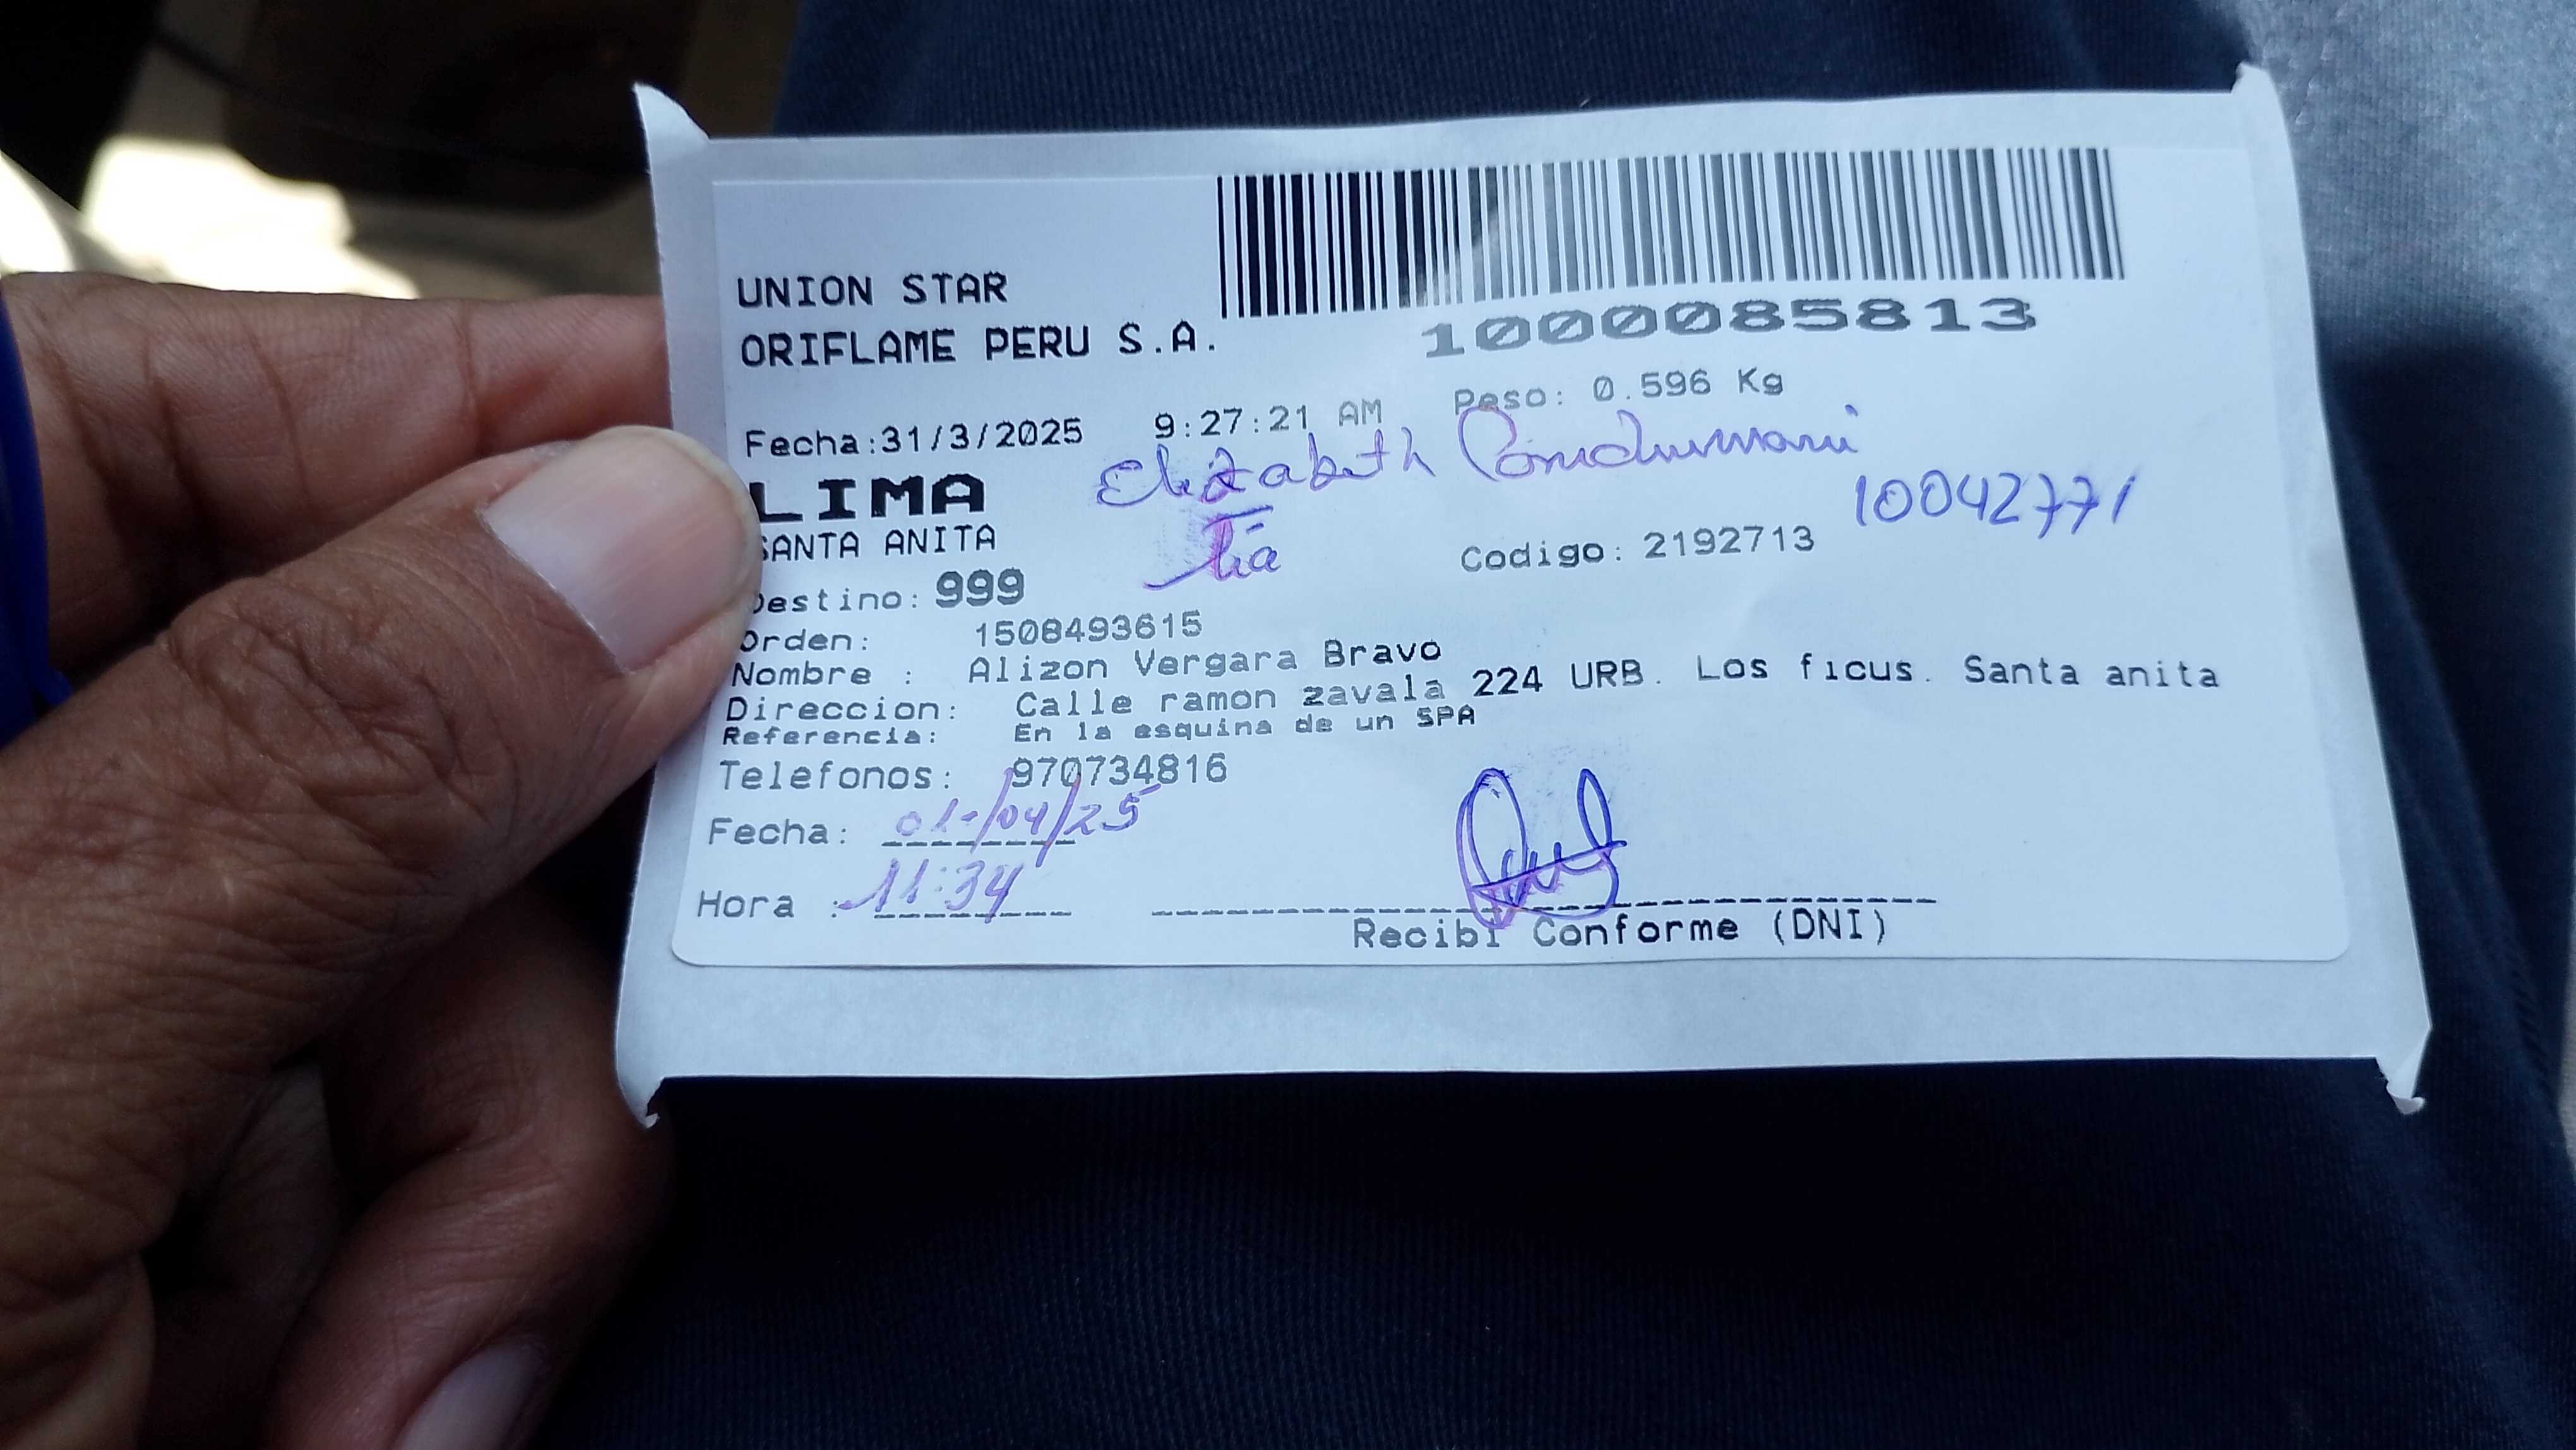 UNION STAR
ORIFLAME PERU S.A.
1000085813
Fecha:31/3/2025 9:27:21 AM Peso: 0.596 Kg
LIMA Elizabeth
SANTA ANITA Tía Codigo: 2192713 10042771
Destino: 999
Orden: 1508493615
Nombre : Alizon Vergara Bravo
Direccion: Calle ramon zavala 224 URB. Los ficus. Santa anita
Referencia: En la esquina de un SPA
Telefonos: 970734816
Fecha: 01-/04/25
Hora : 11:34
Recibi Conforme (DNI)